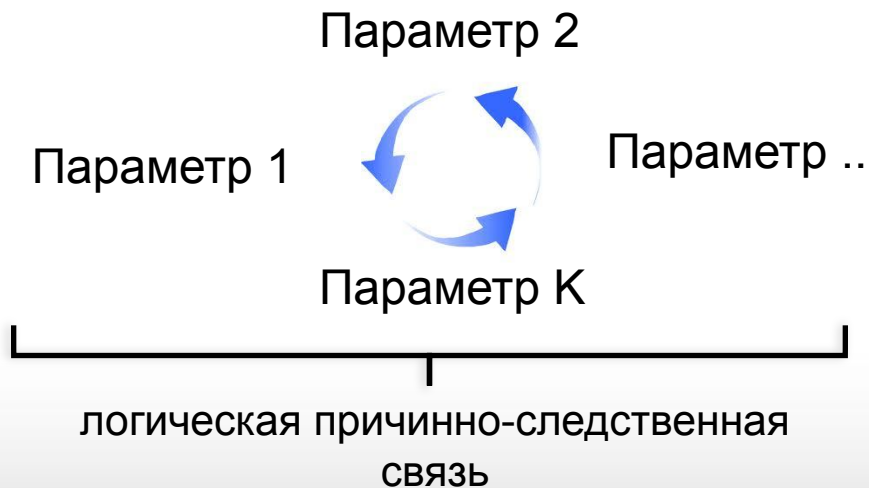 Параметр 2
Параметр 1
Параметр ..
Параметр K
логическая причинно-следственная
связь